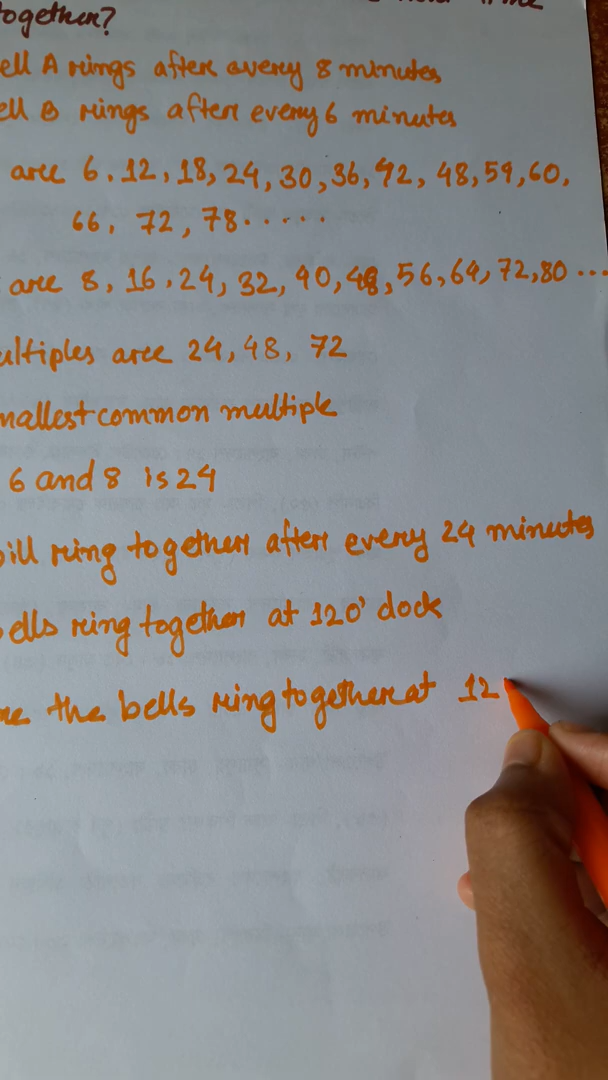 together?
ell A rings after every 8 minutes
ell B rings after every 6 minutes
are 6, 12, 18, 24, 30, 36, 42, 48, 54, 60,
66, 72, 78.....
are 8, 16, 24, 32, 40, 48, 56, 64, 72, 80...
ultiples are 24, 48, 72
mallest common multiple
6 and 8 is 24
ill ring together after every 24 minutes
ells ring together at 12 0' clock
me the bells ring together at 12